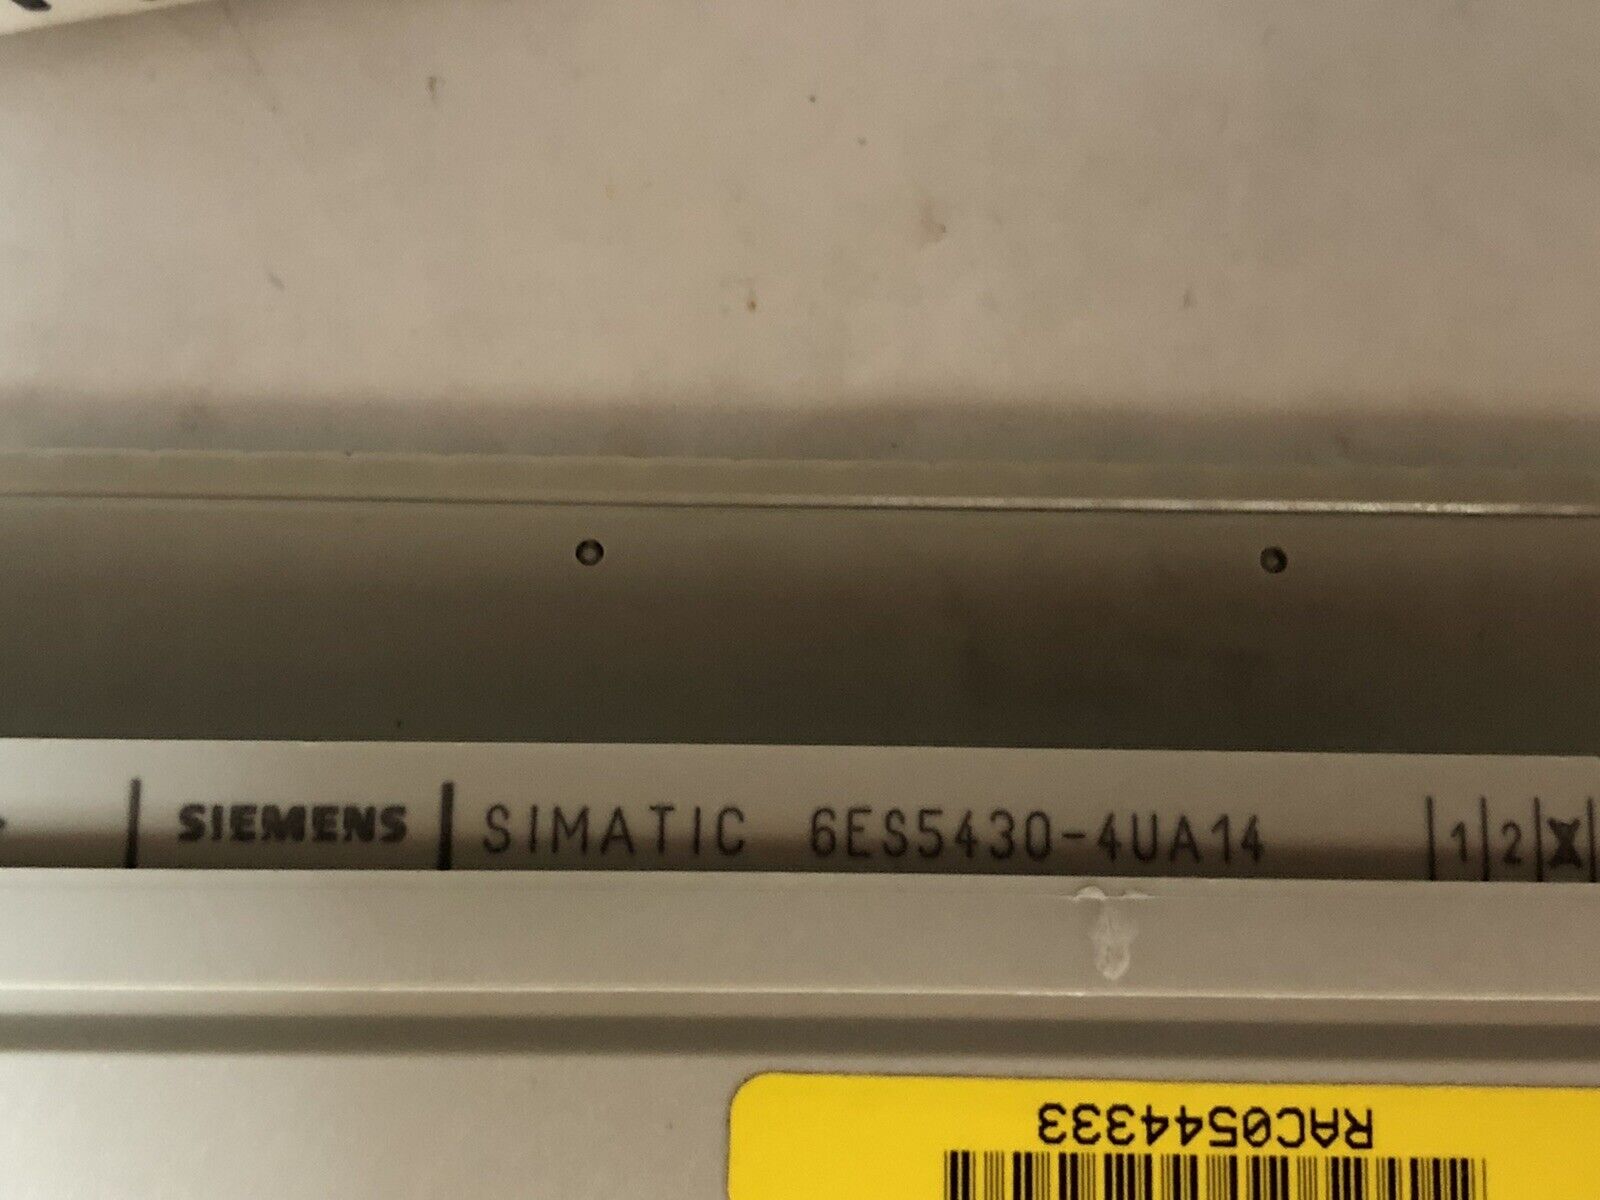 SIEMENS SIMATIC 6ES5430-4UA14 1 2 X
RAC0544333